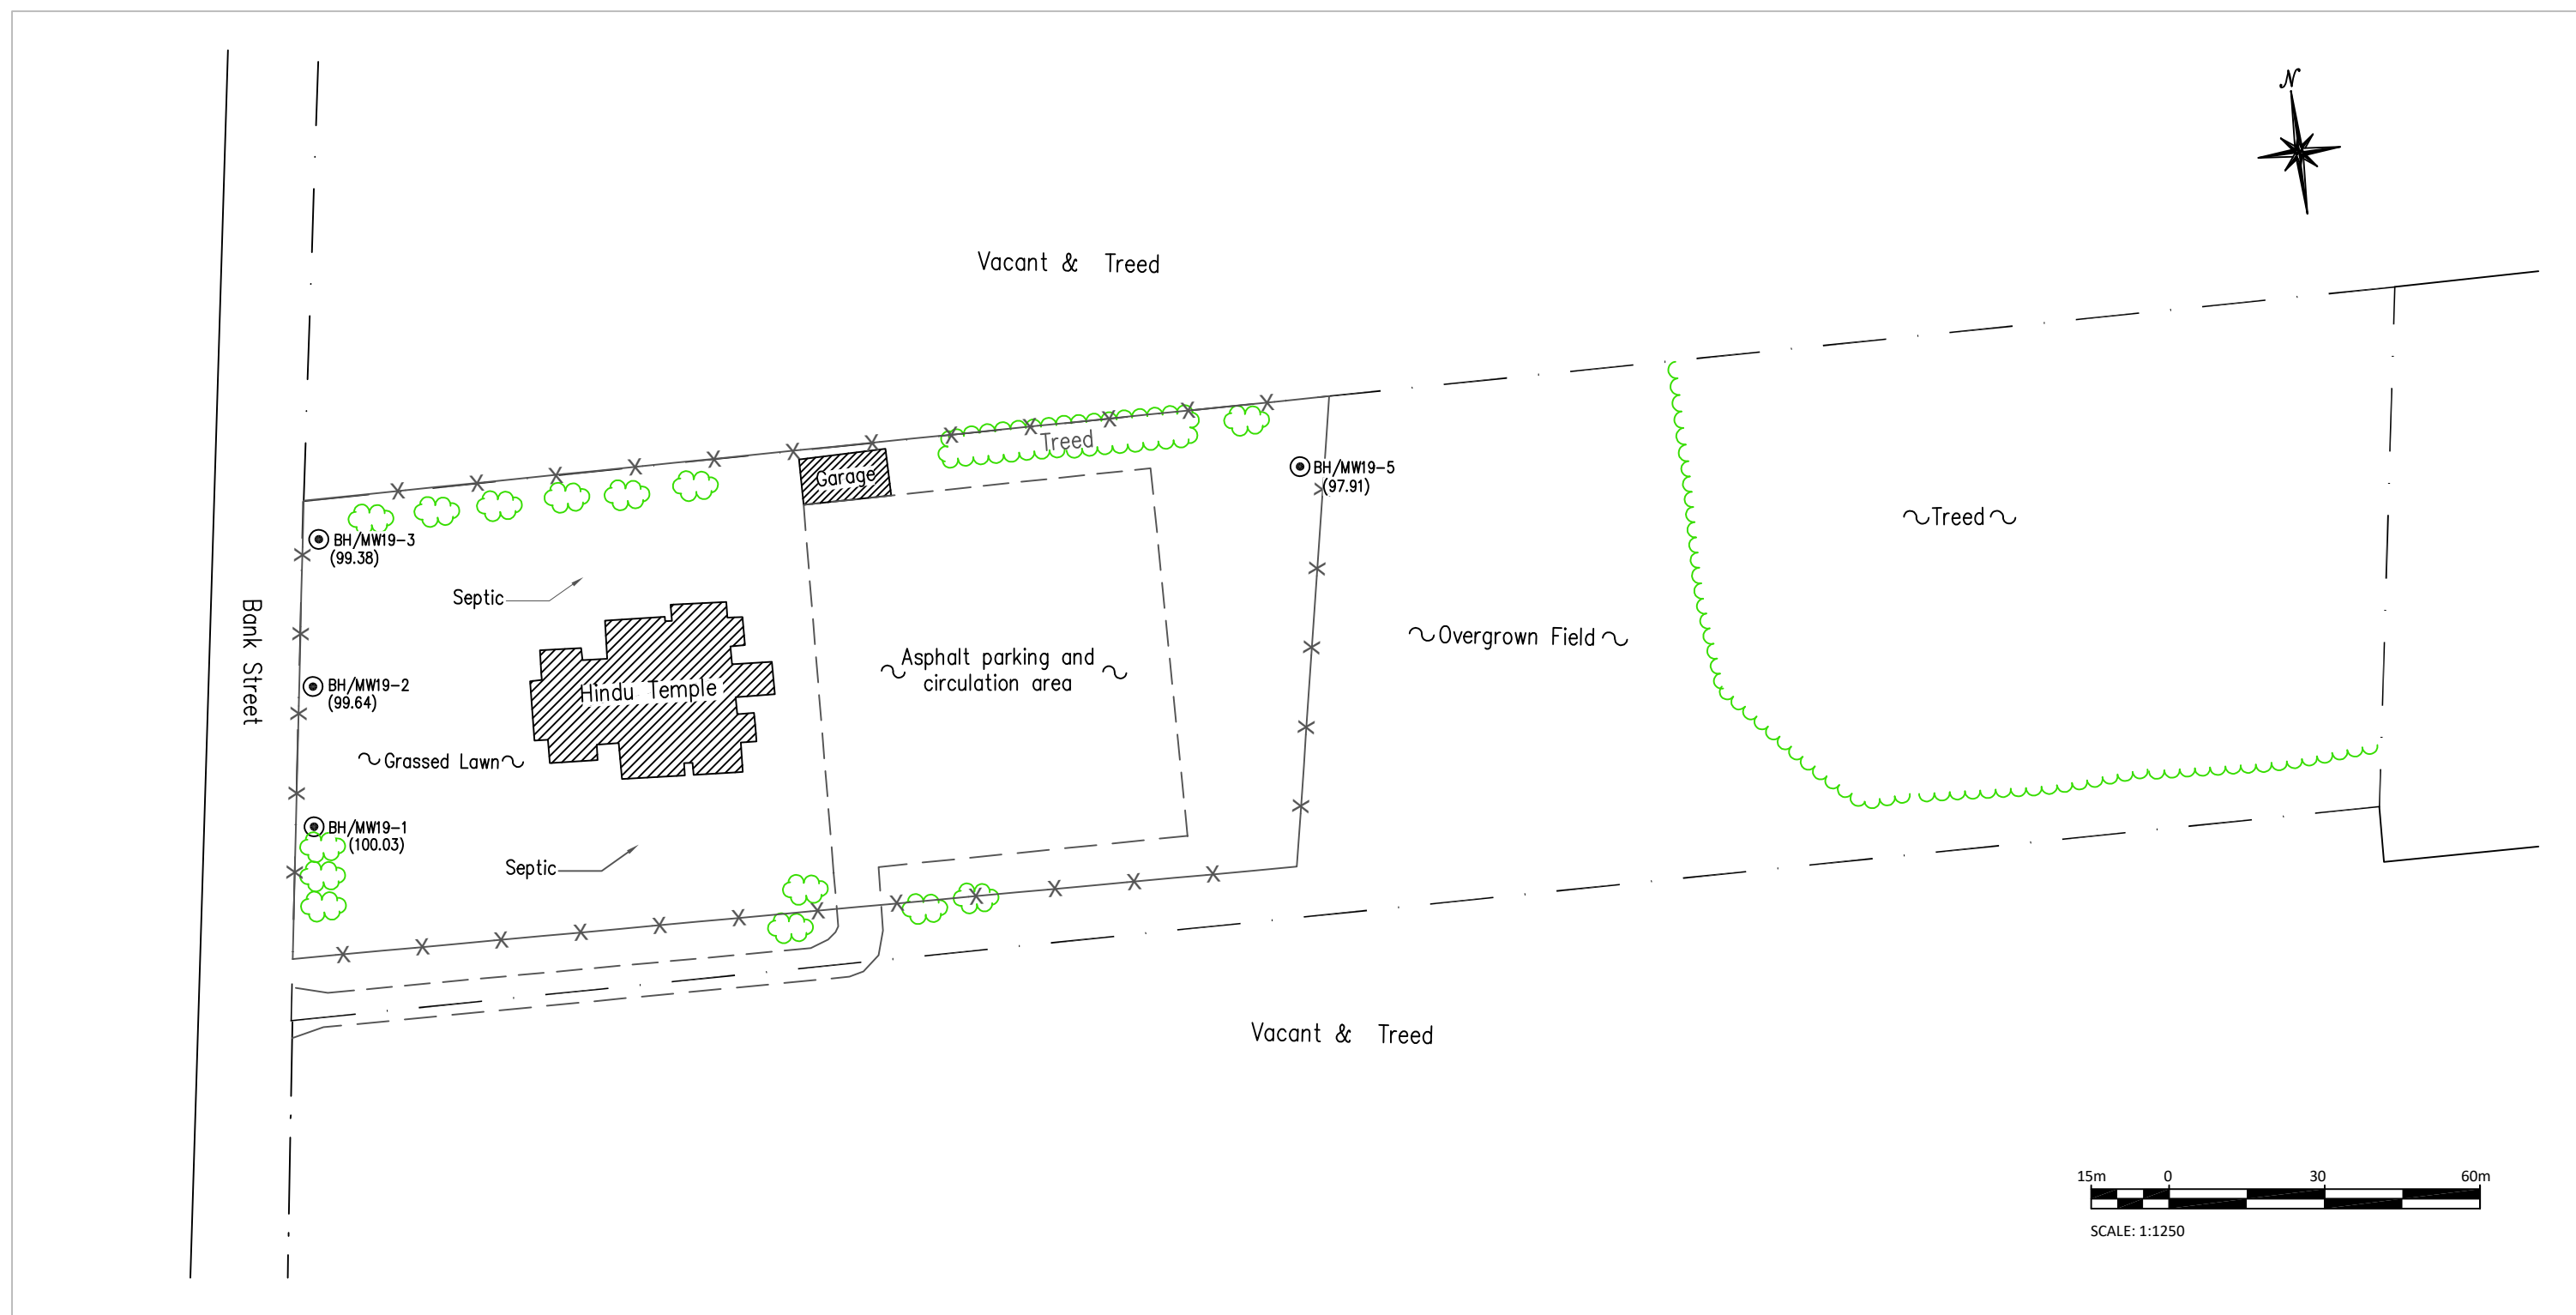 N
Vacant & Treed
Treed
Garage
BH/MW19-5
(97.91)
BH/MW19-3
(99.38)
Treed
Septic
Bank Street
Overgrown Field
Asphalt parking and
circulation area
BH/MW19-2
(99.64)
Hindu Temple
Grassed Lawn
BH/MW19-1
(100.03)
Septic
Vacant & Treed
15m 0 30 60m
SCALE: 1:1250